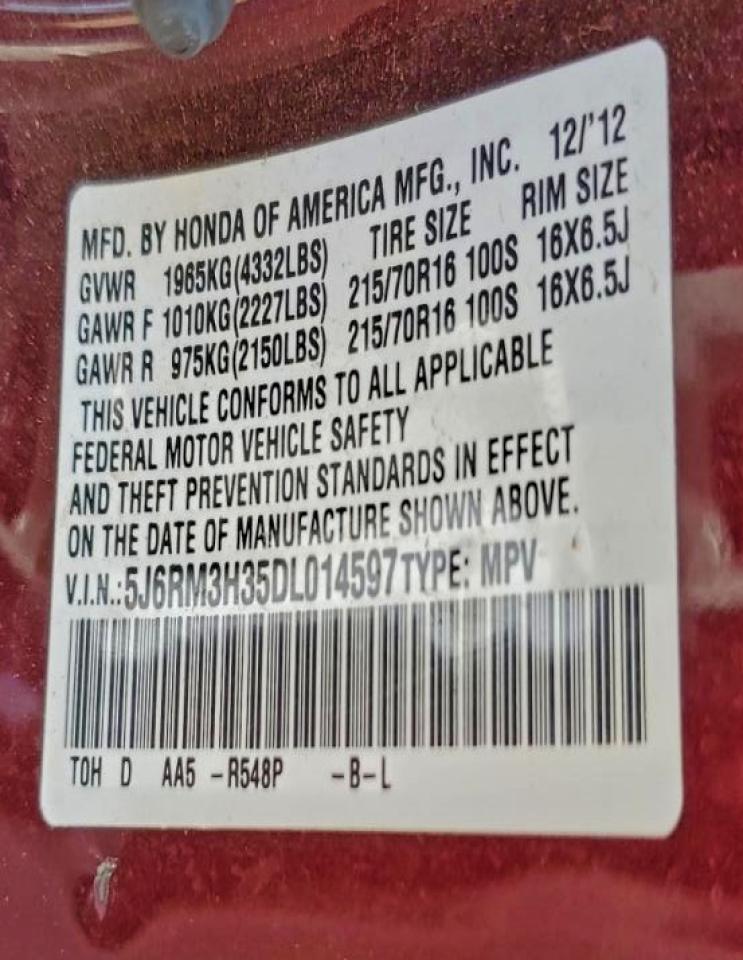 MFD. BY HONDA OF AMERICA MFG., INC. 12/'12
GVWR 1965KG(4332LBS) TIRE SIZE RIM SIZE
GAWR F 1010KG(2227LBS) 215/70R16 100S 16X6.5J
GAWR R 975KG(2150LBS) 215/70R16 100S 16X6.5J
THIS VEHICLE CONFORMS TO ALL APPLICABLE
FEDERAL MOTOR VEHICLE SAFETY
AND THEFT PREVENTION STANDARDS IN EFFECT
ON THE DATE OF MANUFACTURE SHOWN ABOVE.
V.I.N.:5J6RM3H35DL014597TYPE: MPV
TOH D AA5 -R548P -B-L